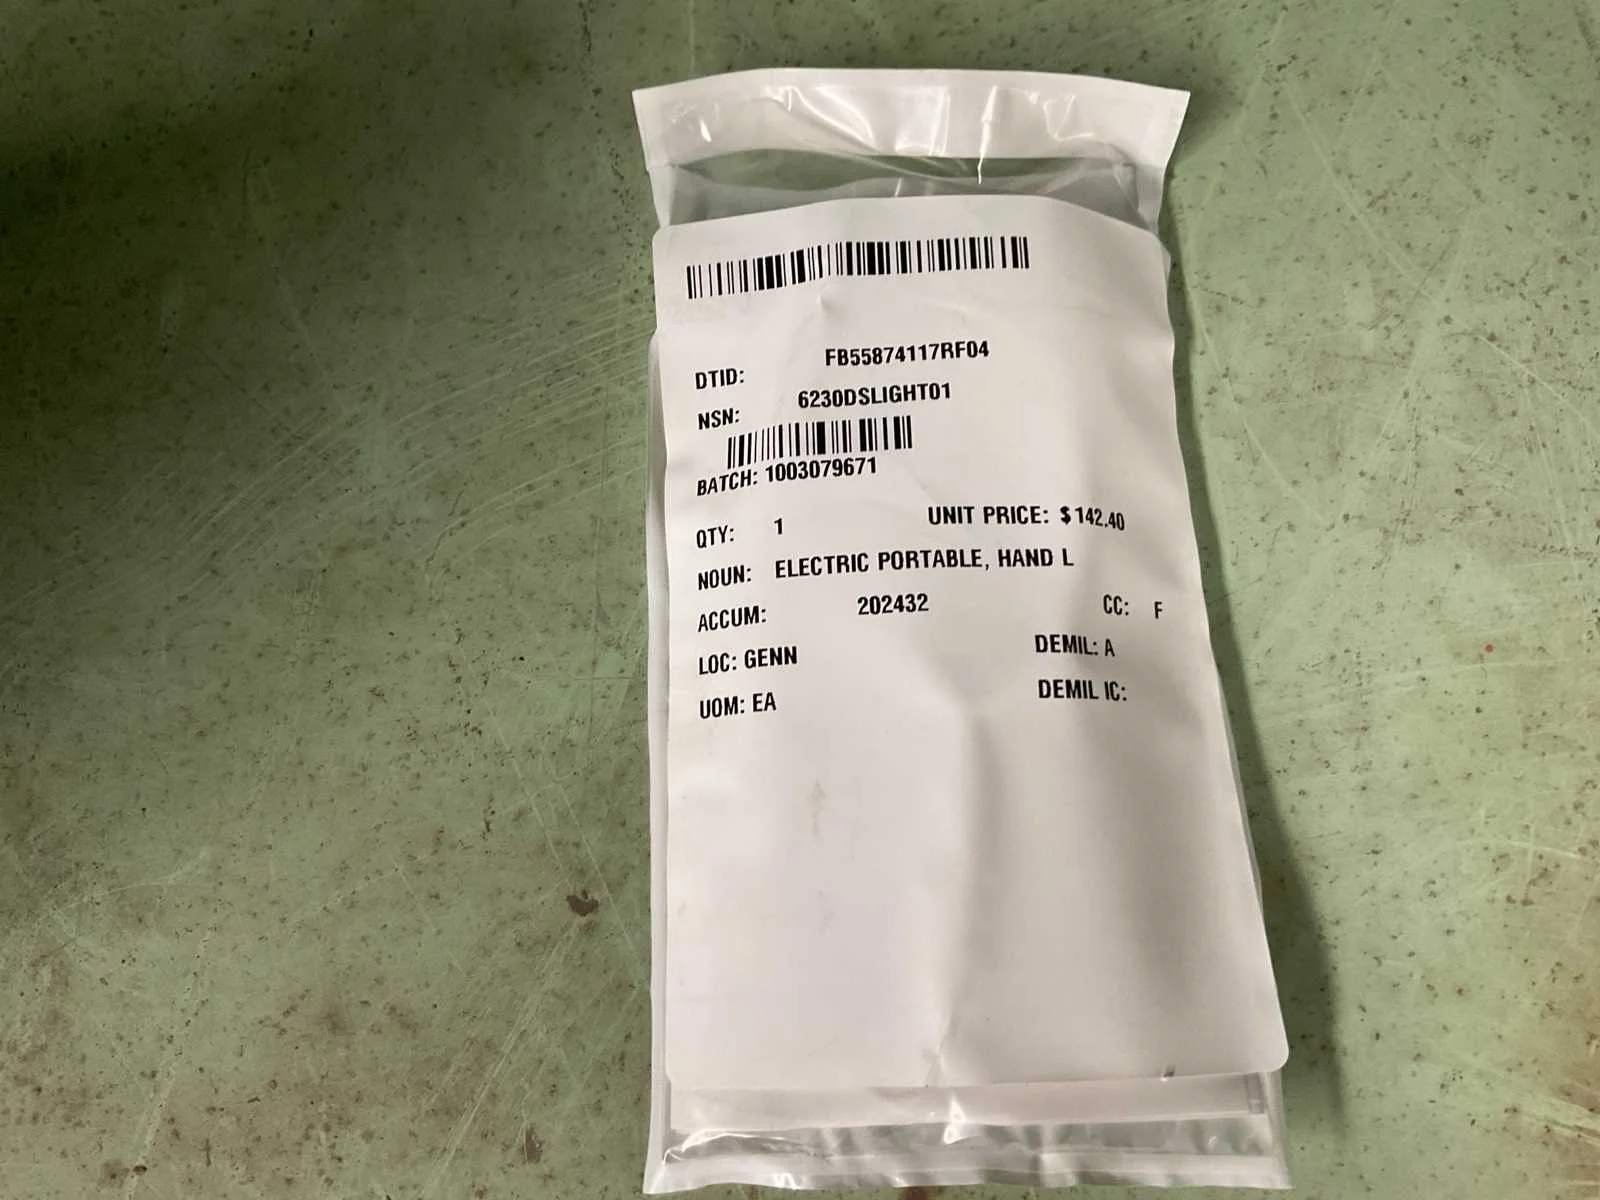 DTID: FB55874117RF04
NSN: 6230DSLIGHT01
BATCH: 1003079671
QTY: 1 UNIT PRICE: $ 142.40
NOUN: ELECTRIC PORTABLE, HAND L
ACCUM: 202432 CC: F
LOC: GENN DEMIL: A
UOM: EA DEMIL IC: